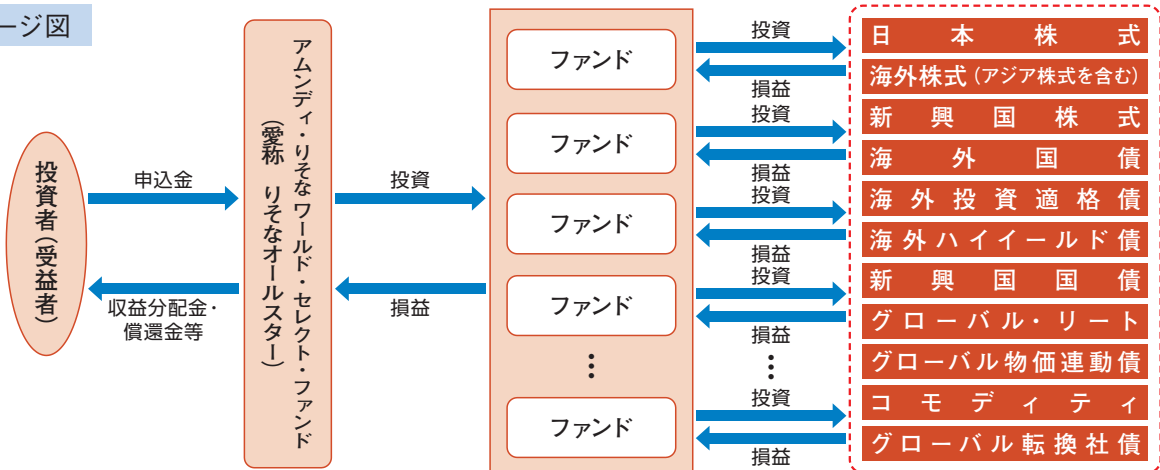 ージ図
投資者(受益者)
申込金
収益分配金・
償還金等
アムンディ・りそなワールド・セレクト・ファンド
(愛称 りそなオールスター)
投資
損益
ファンド
ファンド
ファンド
ファンド
⋮
ファンド
投資
損益
投資
損益
投資
損益
投資
損益
⋮
投資
損益
日本株式
海外株式(アジア株式を含む)
新興国株式
海外国債
海外投資適格債
海外ハイイールド債
新興国国債
グローバル・リート
グローバル物価連動債
コモディティ
グローバル転換社債